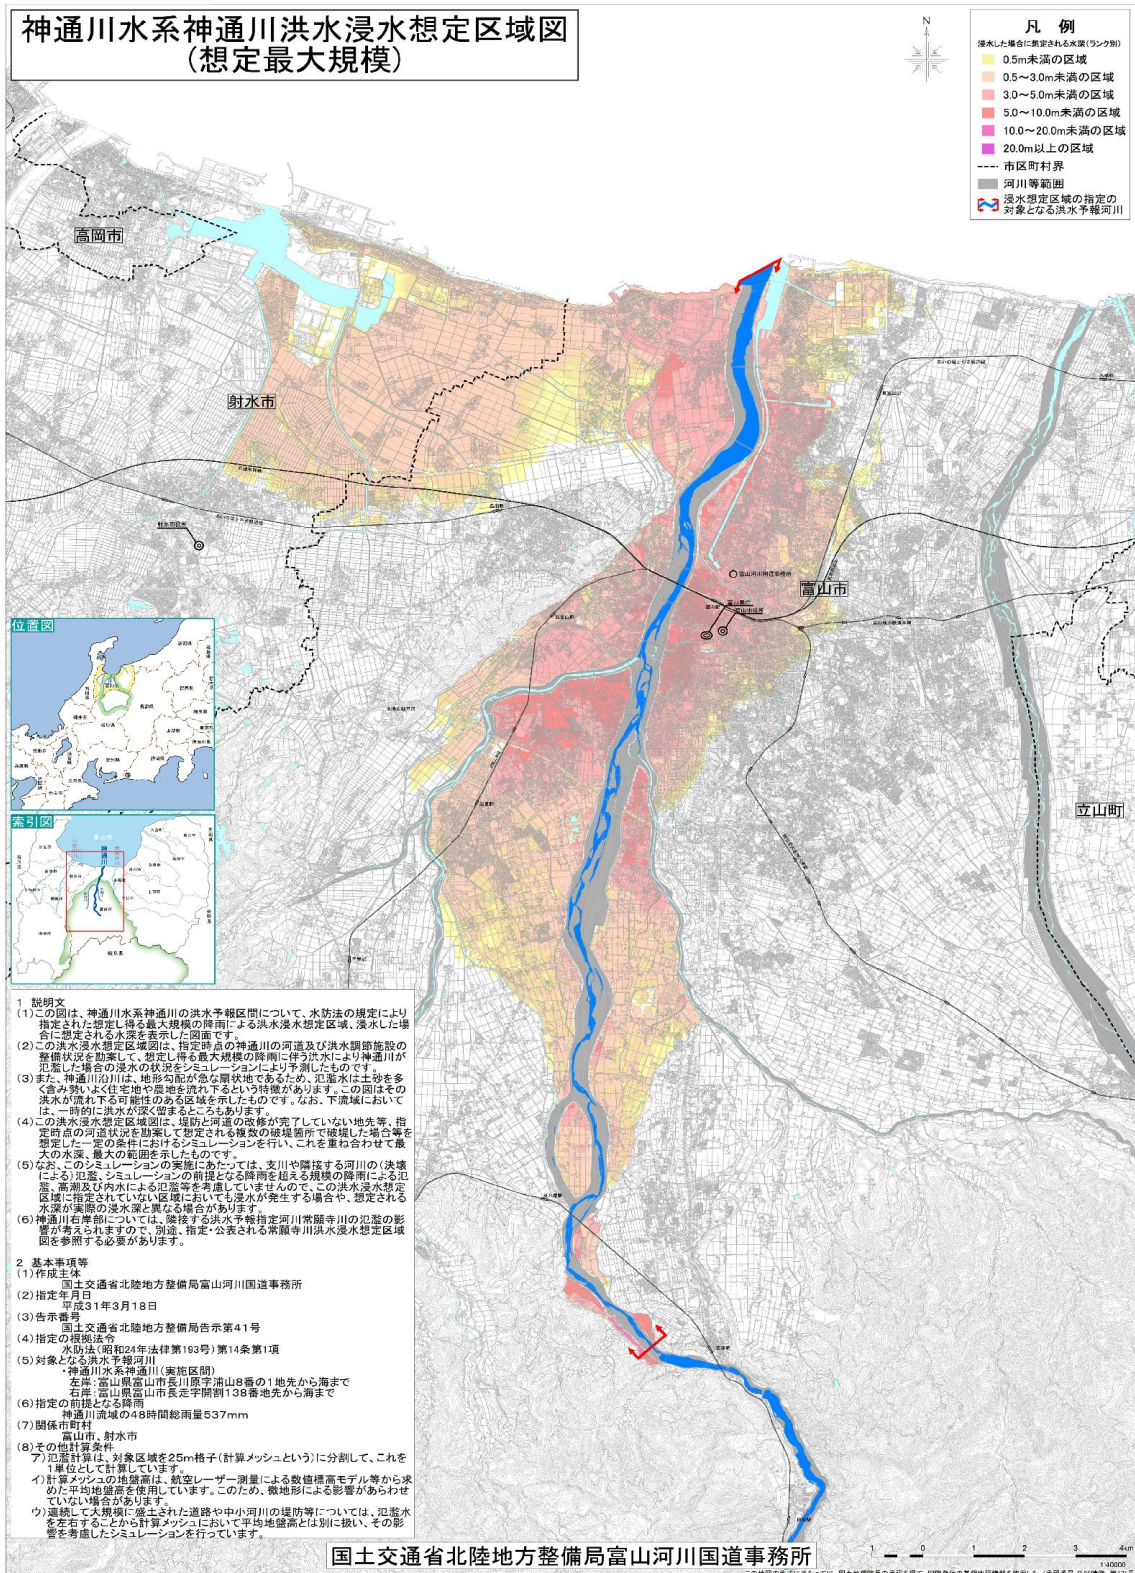 神通川水系神通川洪水浸水想定区域図
(想定最大規模)
N
凡 例
浸水した場合に想定される水深(ランク別)
0.5m未満の区域
0.5~3.0m未満の区域
3.0~5.0m未満の区域
5.0~10.0m未満の区域
10.0~20.0m未満の区域
20.0m以上の区域
市区町村界
河川等範囲
浸水想定区域の指定の
対象となる洪水予報河川
高岡市
射水市
射水市役所
富山河川国道事務所
富山市
富山県庁
富山市役所
富山駅
立山町
位置図
索引図
神通川
1 説明文
(1)この図は、神通川水系神通川の洪水予報区間について、水防法の規定により
指定された想定し得る最大規模の降雨による洪水浸水想定区域、浸水した場
合に想定される水深を表示した図面です。
(2)この洪水浸水想定区域図は、指定時点の神通川の河道及び洪水調節施設の
整備状況を勘案して、想定し得る最大規模の降雨に伴う洪水により神通川が
氾濫した場合の浸水の状況をシミュレーションにより予測したものです。
(3)また、神通川沿川は、地形勾配が急な扇状地であるため、氾濫水は土砂を多
く含み勢いよく住宅地や農地を流れ下るという特徴があります。この図はその
洪水が流れ下る可能性のある区域を示したものです。なお、下流域において
は、一時的に洪水が深く留まるところもあります。
(4)この洪水浸水想定区域図は、堤防と河道の改修が完了していない地先等、指
定時点の河道状況を勘案して想定される複数の破堤箇所で破堤した場合等を
想定した一定の条件におけるシミュレーションを行い、これを重ね合わせて最
大の水深、最大の範囲を示したものです。
(5)なお、このシミュレーションの実施にあたっては、支川や隣接する河川の(決壊
による)氾濫、シミュレーションの前提となる降雨を超える規模の降雨による氾
濫、高潮及び内水による氾濫等を考慮していませんので、この洪水浸水想定
区域に指定されていない区域においても浸水が発生する場合や、想定される
水深が実際の浸水深と異なる場合があります。
(6)神通川右岸部については、隣接する洪水予報指定河川常願寺川の氾濫の影
響が考えられますので、別途、指定・公表される常願寺川洪水浸水想定区域
図を参照する必要があります。
2 基本事項等
(1)作成主体
国土交通省北陸地方整備局富山河川国道事務所
(2)指定年月日
平成31年3月18日
(3)告示番号
国土交通省北陸地方整備局告示第41号
(4)指定の根拠法令
水防法(昭和24年法律第193号)第14条第1項
(5)対象となる洪水予報河川
・神通川水系神通川(実施区間)
左岸:富山県富山市長川原字浦山8番の1地先から海まで
右岸:富山県富山市長走字開割138番地先から海まで
(6)指定の前提となる降雨
神通川流域の48時間総雨量537mm
(7)関係市町村
富山市、射水市
(8)その他計算条件
ア)氾濫計算は、対象区域を25m格子(計算メッシュという)に分割して、これを
1単位として計算しています。
イ)計算メッシュの地盤高は、航空レーザー測量による数値標高モデル等から求
めた平均地盤高を使用しています。このため、微地形による影響があらわせ
ていない場合があります。
ウ)連続して大規模に盛土された道路や中小河川の堤防等については、氾濫水
を左右することから計算メッシュにおいて平均地盤高とは別に扱い、その影
響を考慮したシミュレーションを行っています。
国土交通省北陸地方整備局富山河川国道事務所
1 0 1 2 3 4km
1:40000